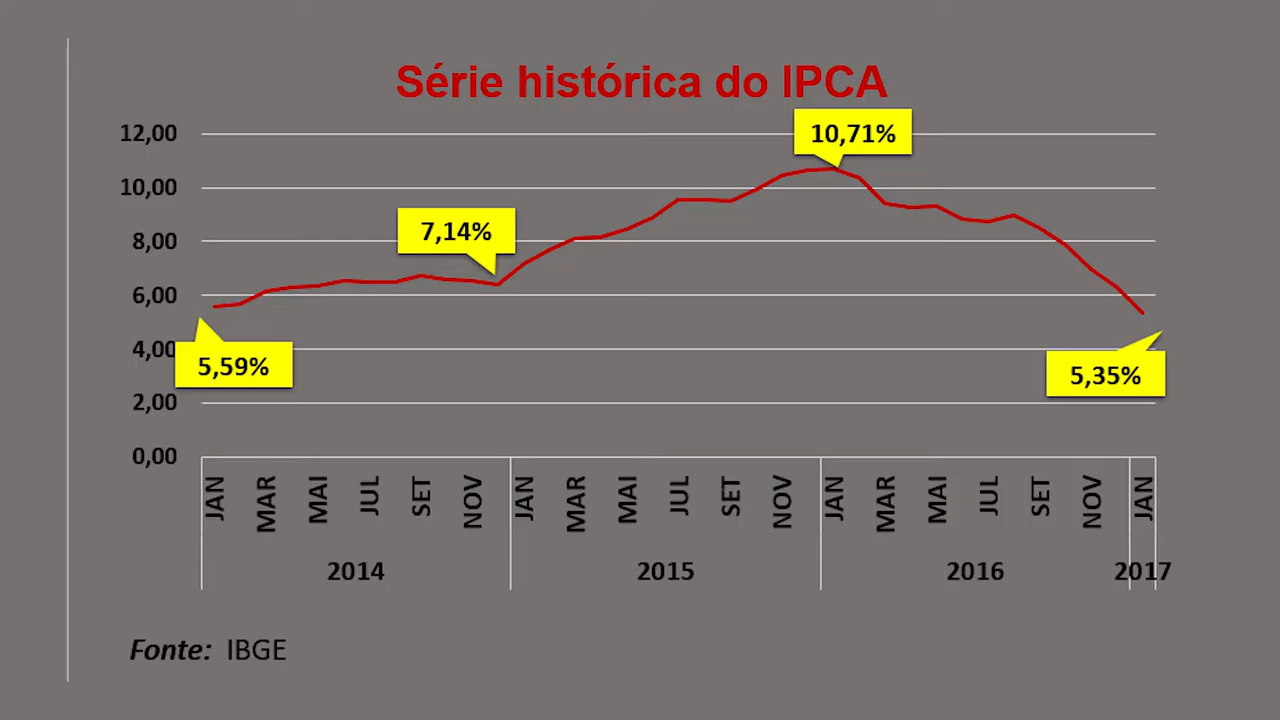 Série histórica do IPCA
12,00
10,00
8,00
6,00
4,00
2,00
0,00
10,71%
7,14%
5,59%
5,35%
JAN MAR MAI JUL SET NOV JAN MAR MAI JUL SET NOV JAN MAR MAI JUL SET NOV JAN
2014 2015 2016 2017
Fonte: IBGE